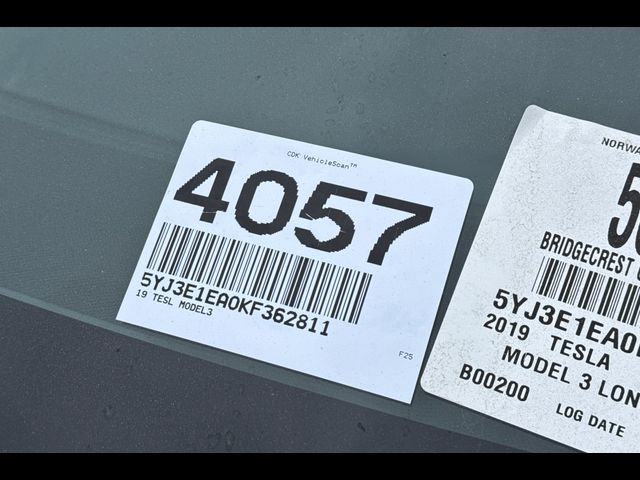 CDK VehicleScan™
4057
5YJ3E1EA0KF362811
19 TESL MODEL3
F25
NORWA
BRIDGECREST
5YJ3E1EA0
2019 TESLA
MODEL 3 LON
B00200
LOG DATE